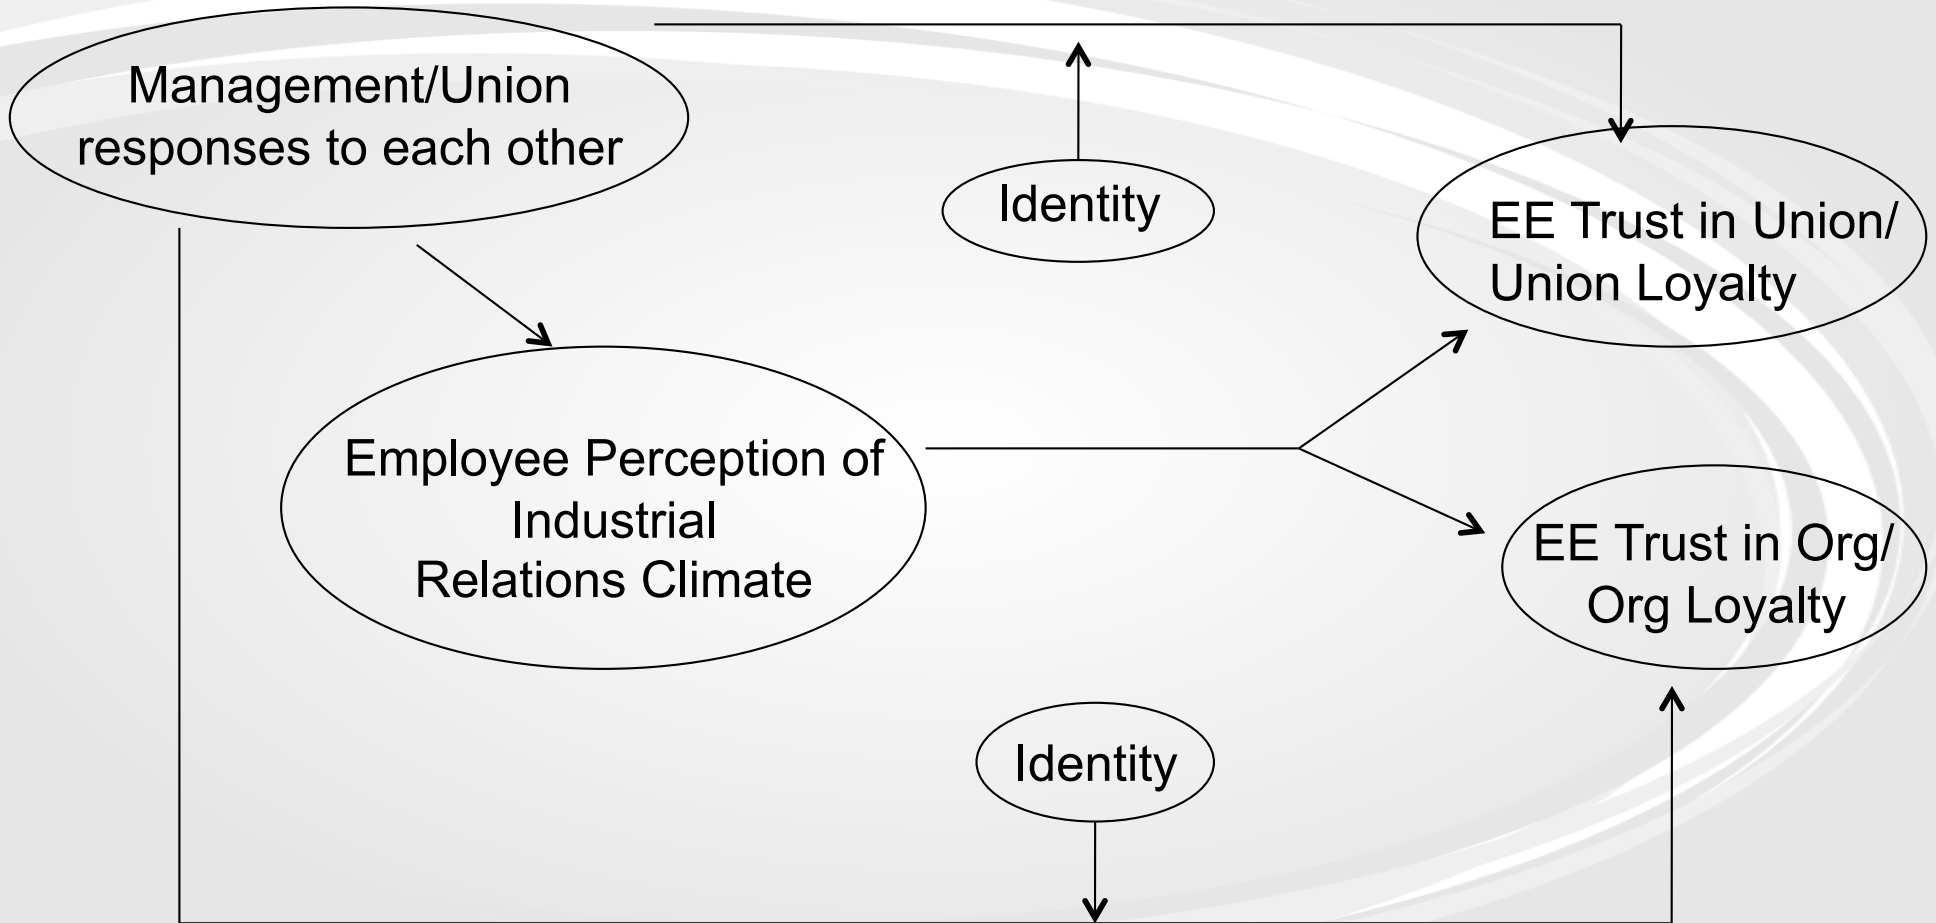 Management/Union
responses to each other
Identity
EE Trust in Union/
Union Loyalty
Employee Perception of
Industrial
Relations Climate
EE Trust in Org/
Org Loyalty
Identity